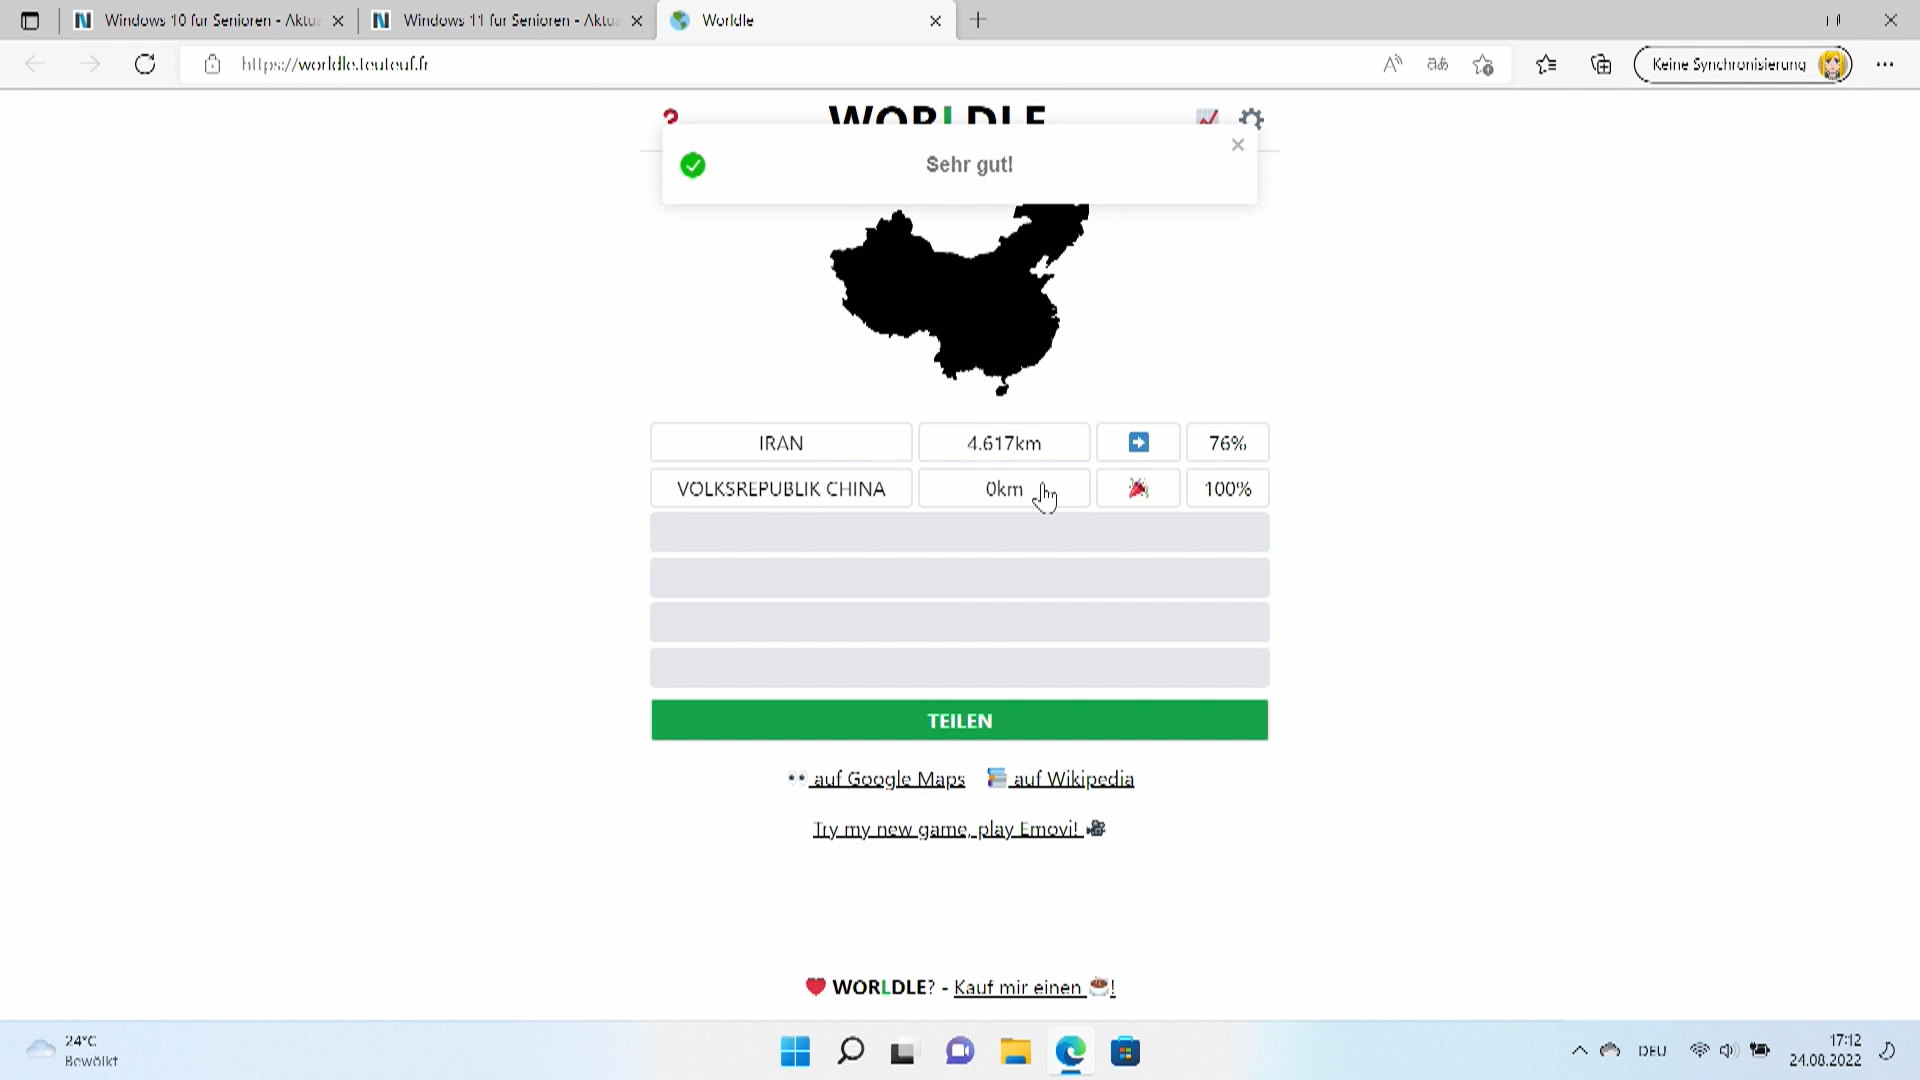 Windows 10 für Senioren - Aktu
Windows 11 für Senioren - Aktu
Worldle
https://worldle.teuteuf.fr
Keine Synchronisierung
WORLDLE
Sehr gut!
IRAN 4.617km 76%
VOLKSREPUBLIK CHINA 0km 100%
TEILEN
auf Google Maps auf Wikipedia
Try my new game, play Emovi!
WORLDLE? - Kauf mir einen !
24°C
Bewölkt
DEU
17:12
24.08.2022